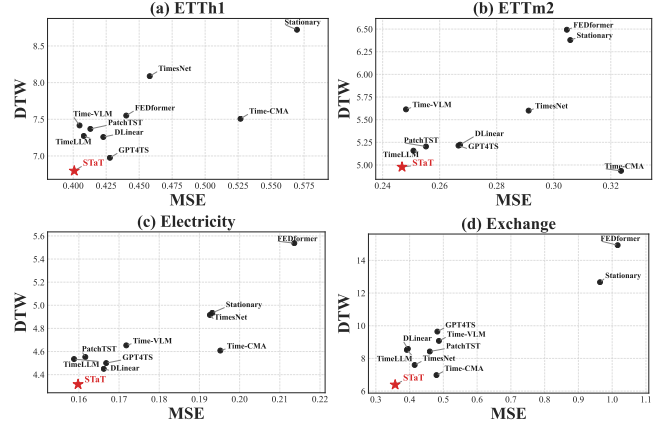 (a) ETTh1
DTW
8.5
8.0
7.5
7.0
Stationary
TimesNet
FEDformer
Time-CMA
Time-VLM
PatchTST
DLinear
TimeLLM
GPT4TS
STaT
0.400 0.425 0.450 0.475 0.500 0.525 0.550 0.575
MSE
(b) ETTm2
DTW
6.50
6.25
6.00
5.75
5.50
5.25
5.00
FEDformer
Stationary
Time-VLM
TimesNet
DLinear
PatchTST
GPT4TS
TimeLLM
STaT
Time-CMA
0.24 0.26 0.28 0.30 0.32
MSE
(c) Electricity
DTW
5.6
5.4
5.2
5.0
4.8
4.6
4.4
FEDformer
Stationary
TimesNet
Time-VLM
Time-CMA
PatchTST
GPT4TS
TimeLLM
DLinear
STaT
0.16 0.17 0.18 0.19 0.20 0.21 0.22
MSE
(d) Exchange
DTW
14
12
10
8
6
FEDformer
Stationary
GPT4TS
Time-VLM
DLinear
PatchTST
TimeLLM
TimesNet
Time-CMA
STaT
0.3 0.4 0.5 0.6 0.7 0.8 0.9 1.0 1.1
MSE